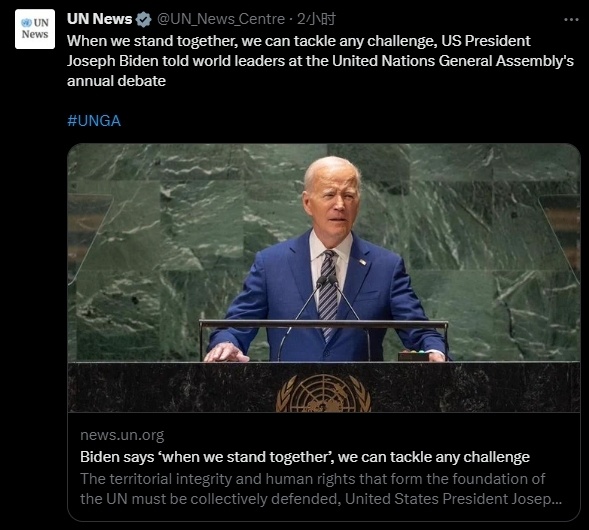 UN News @UN_News_Centre · 2小时
UN
News
When we stand together, we can tackle any challenge, US President
Joseph Biden told world leaders at the United Nations General Assembly's
annual debate
#UNGA
news.un.org
Biden says ‘when we stand together’, we can tackle any challenge
The territorial integrity and human rights that form the foundation of
the UN must be collectively defended, United States President Josep...